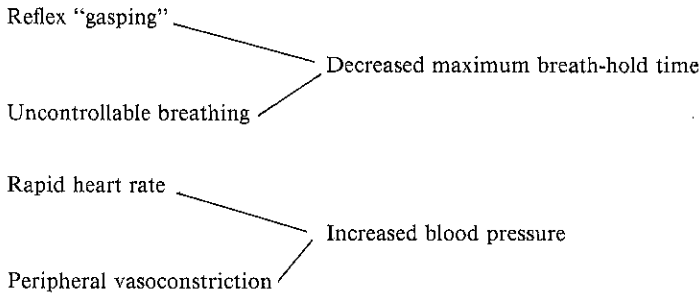 Reflex “gasping”
Decreased maximum breath-hold time
Uncontrollable breathing
Rapid heart rate
Increased blood pressure
Peripheral vasoconstriction